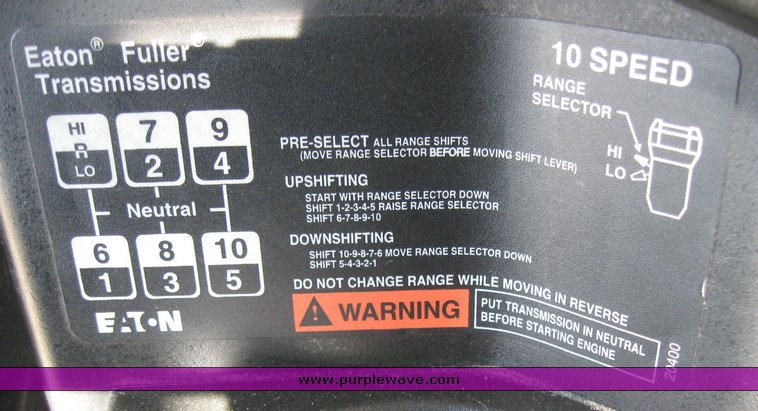 Eaton® Fuller®
Transmissions
10 SPEED
RANGE
SELECTOR
HI
LO
HI
R
LO
7
2
9
4
Neutral
6
1
8
3
10
5
EATON
PRE-SELECT ALL RANGE SHIFTS
(MOVE RANGE SELECTOR BEFORE MOVING SHIFT LEVER)
UPSHIFTING
START WITH RANGE SELECTOR DOWN
SHIFT 1-2-3-4-5 RAISE RANGE SELECTOR
SHIFT 6-7-8-9-10
DOWNSHIFTING
SHIFT 10-9-8-7-6 MOVE RANGE SELECTOR DOWN
SHIFT 5-4-3-2-1
DO NOT CHANGE RANGE WHILE MOVING IN REVERSE
WARNING
PUT TRANSMISSION IN NEUTRAL
BEFORE STARTING ENGINE
20400
www.purplewave.com